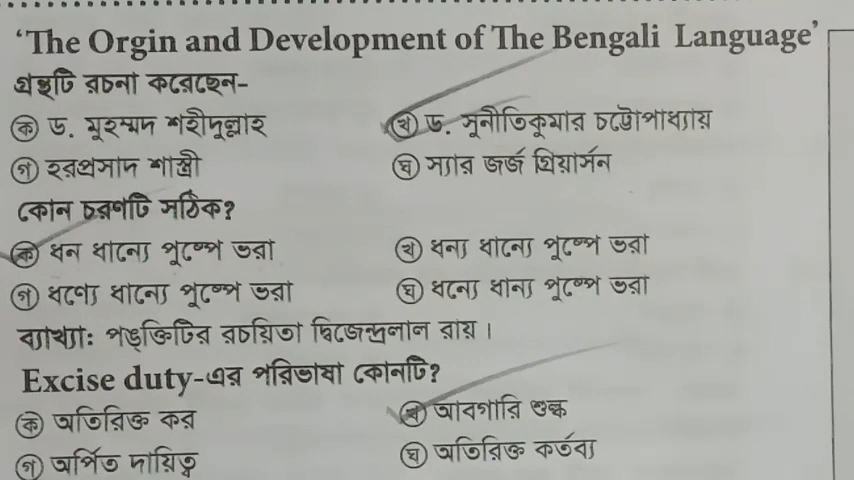 ‘The Orgin and Development of The Bengali Language’
গ্রন্থটি রচনা করেছেন-
ক ড. মুহম্মদ শহীদুল্লাহ খ ড. সুনীতিকুমার চট্টোপাধ্যায়
গ হরপ্রসাদ শাস্ত্রী ঘ স্যার জর্জ গ্রিয়ার্সন
কোন চরণটি সঠিক?
ক ধন ধান্যে পুষ্পে ভরা খ ধন্য ধান্যে পুষ্পে ভরা
গ ধণ্যে ধান্যে পুষ্পে ভরা ঘ ধন্যে ধান্য পুষ্পে ভরা
ব্যাখ্যাঃ পঙ্‌ক্তিটির রচয়িতা দ্বিজেন্দ্রলাল রায়।
Excise duty-এর পরিভাষা কোনটি?
ক অতিরিক্ত কর খ আবগারি শুল্ক
গ অর্পিত দায়িত্ব ঘ অতিরিক্ত কর্তব্য